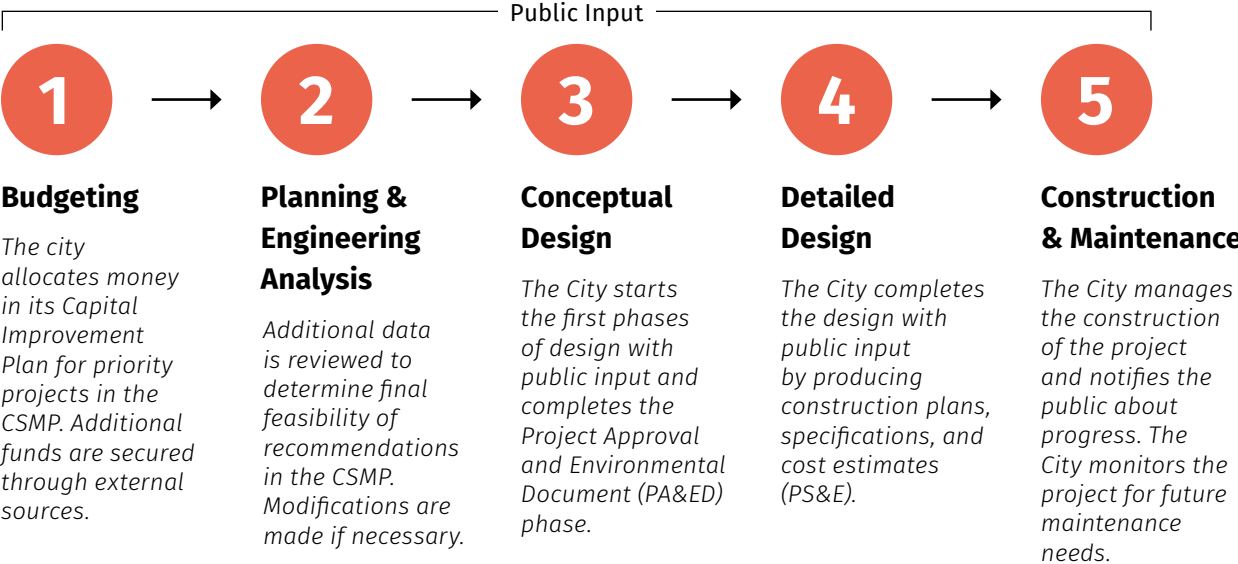 Public Input
1
2
3
4
5
Budgeting
The city
allocates money
in its Capital
Improvement
Plan for priority
projects in the
CSMP. Additional
funds are secured
through external
sources.
Planning &
Engineering
Analysis
Additional data
is reviewed to
determine final
feasibility of
recommendations
in the CSMP.
Modifications are
made if necessary.
Conceptual
Design
The City starts
the first phases
of design with
public input and
completes the
Project Approval
and Environmental
Document (PA&ED)
phase.
Detailed
Design
The City completes
the design with
public input
by producing
construction plans,
specifications, and
cost estimates
(PS&E).
Construction
& Maintenance
The City manages
the construction
of the project
and notifies the
public about
progress. The
City monitors the
project for future
maintenance
needs.